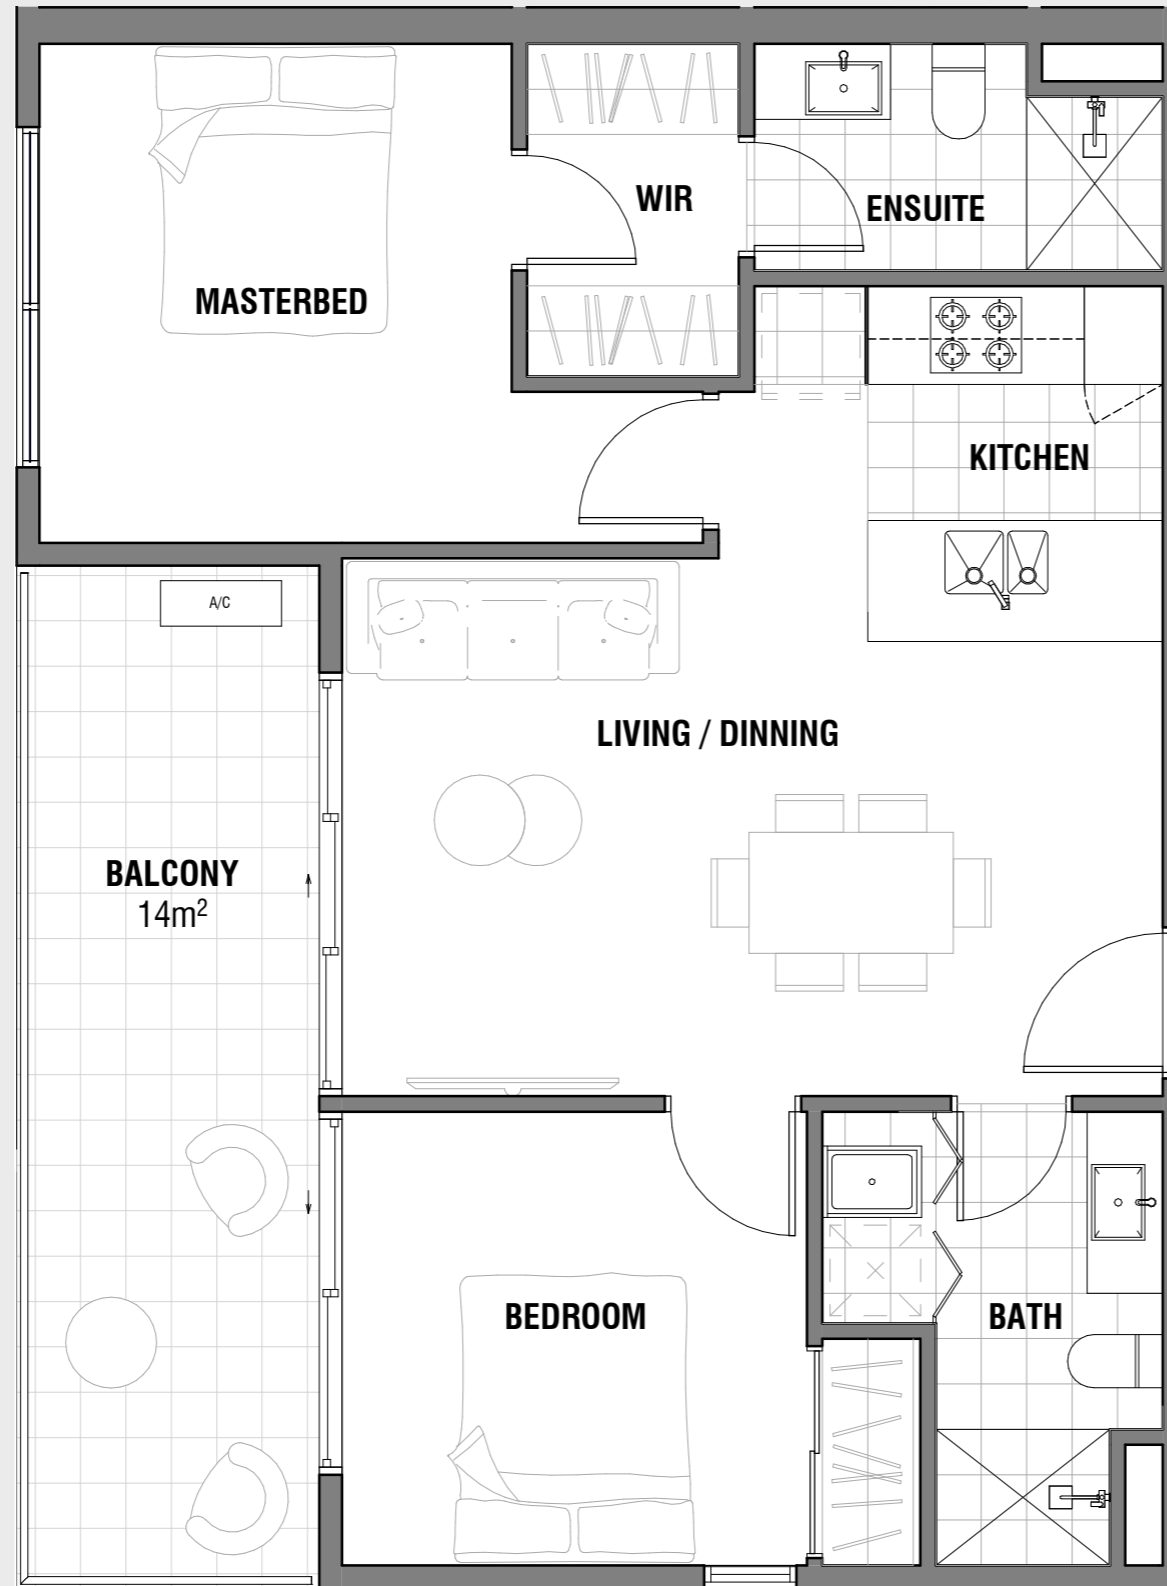 WIR
ENSUITE
MASTERBED
KITCHEN
A/C
LIVING / DINNING
BALCONY
14m²
BEDROOM
BATH